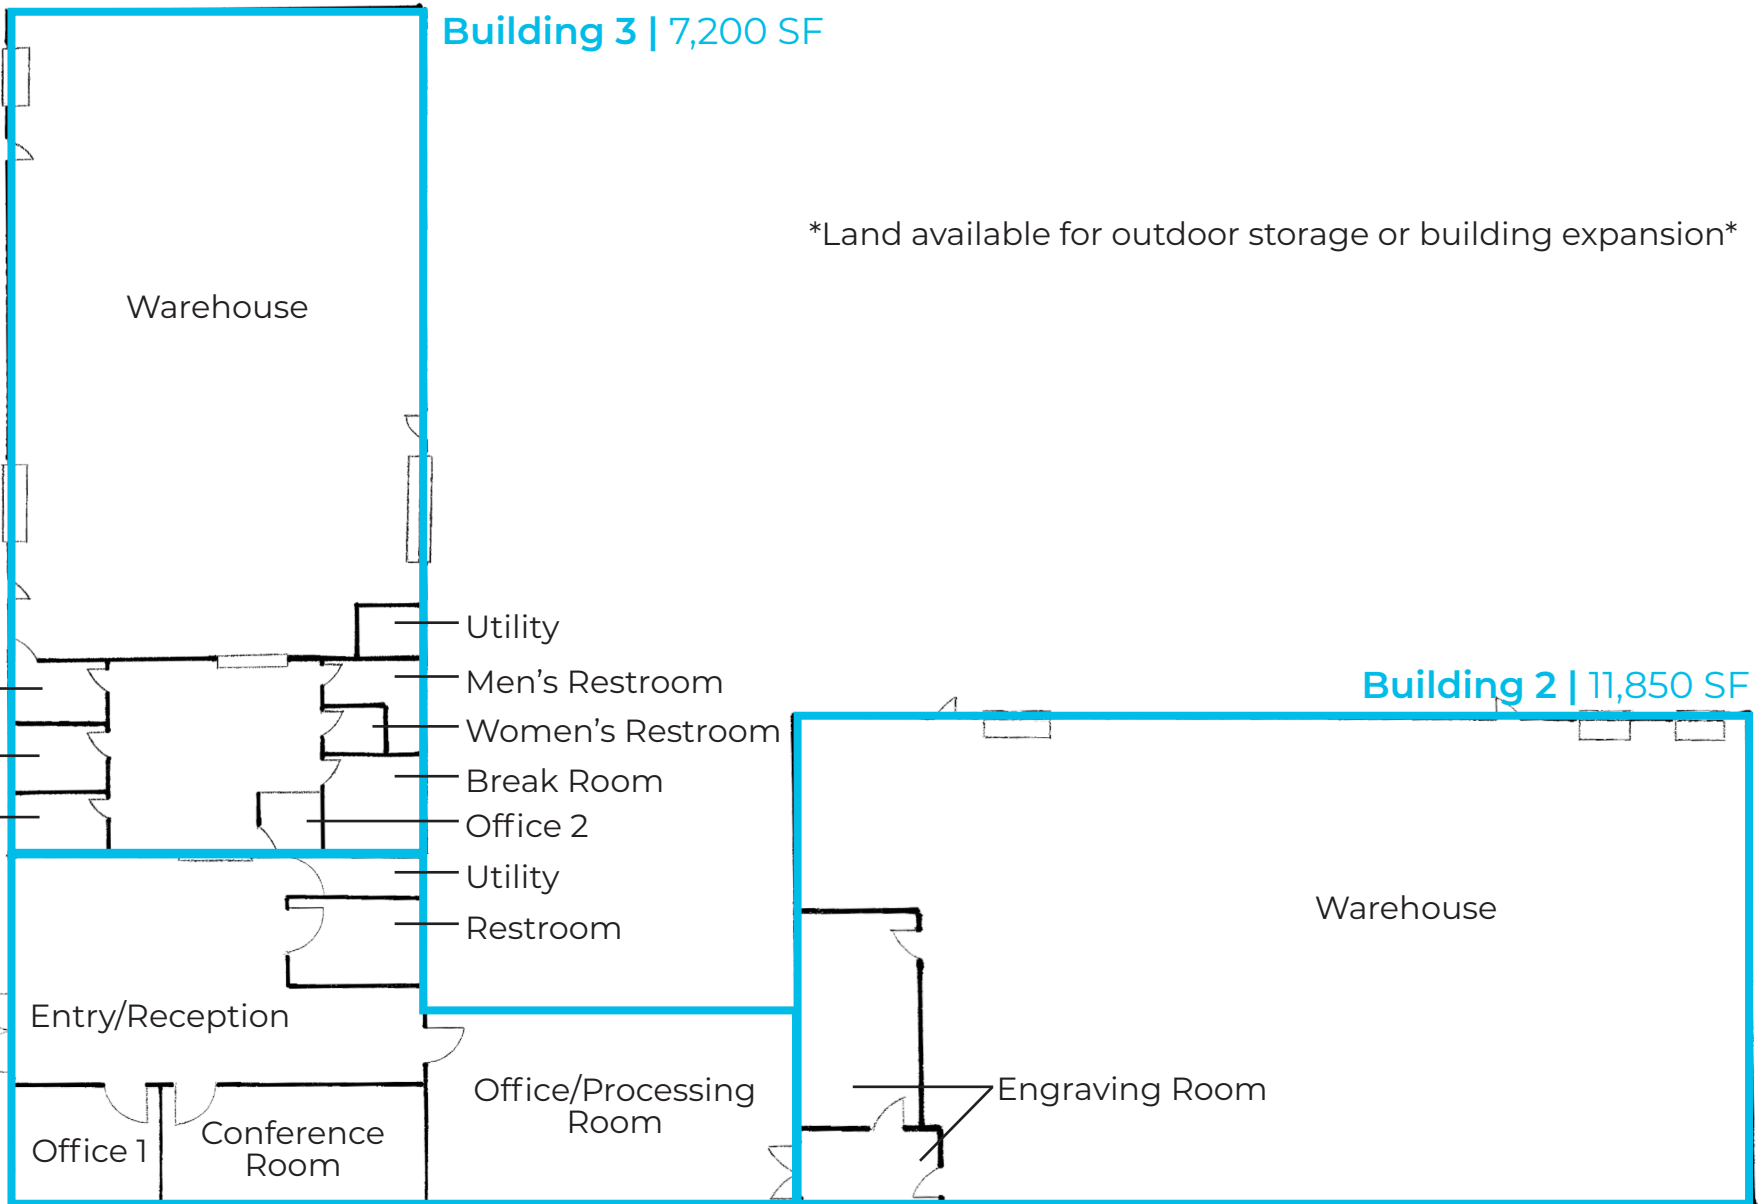 Building 3 | 7,200 SF
*Land available for outdoor storage or building expansion*
Warehouse
Utility
Men’s Restroom
Women’s Restroom
Break Room
Office 2
Utility
Restroom
Building 2 | 11,850 SF
Warehouse
Entry/Reception
Office/Processing
Room
Engraving Room
Office 1
Conference
Room